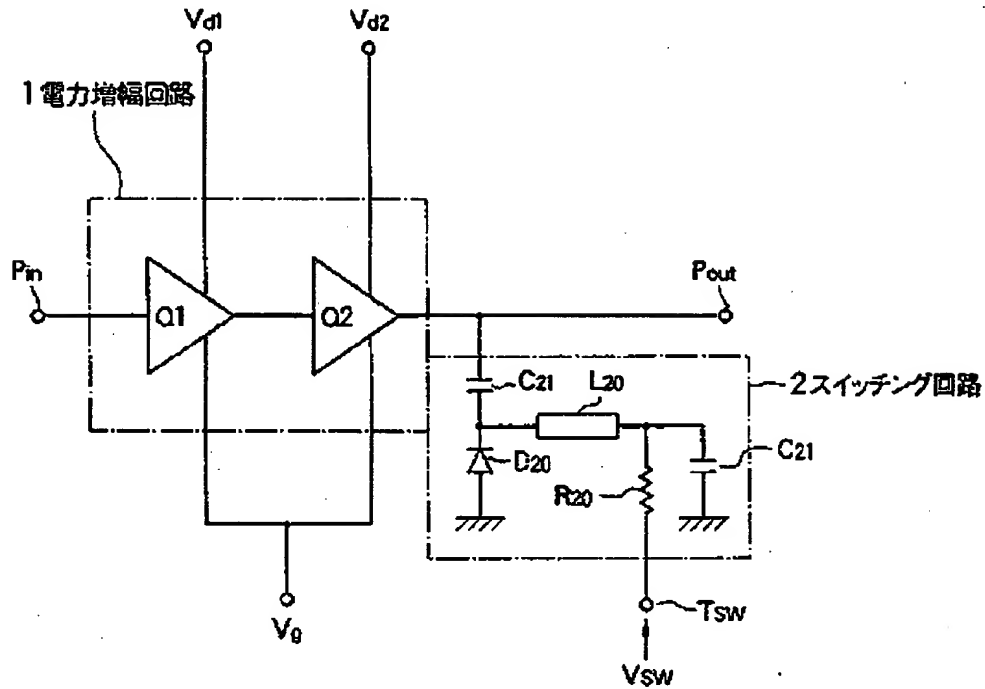 Vd1
Vd2
1電力増幅回路
Pin
Q1
Q2
Pout
C21
L20
2スイッチング回路
D20
R20
C21
Vg
TSW
VSW